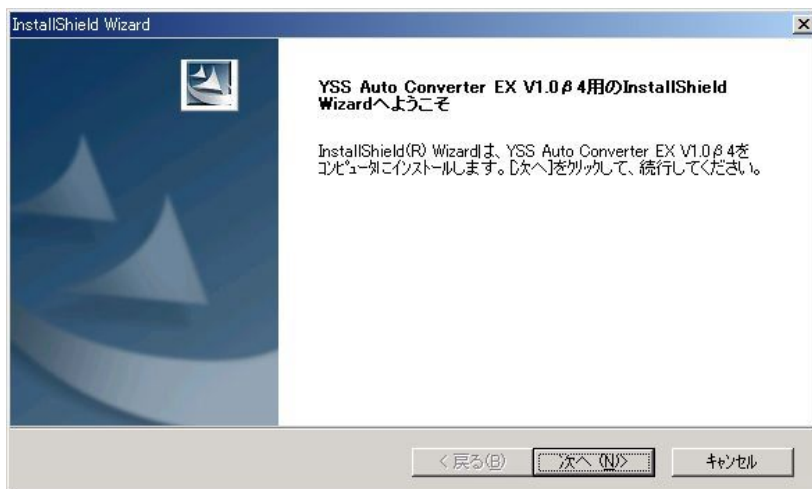 InstallShield Wizard
YSS Auto Converter EX V1.0β4用のInstallShield
Wizardへようこそ
InstallShield(R) Wizardは、YSS Auto Converter EX V1.0β4を
コンピュータにインストールします。[次へ]をクリックして、続行してください。
< 戻る(B)
次へ (N)>
キャンセル